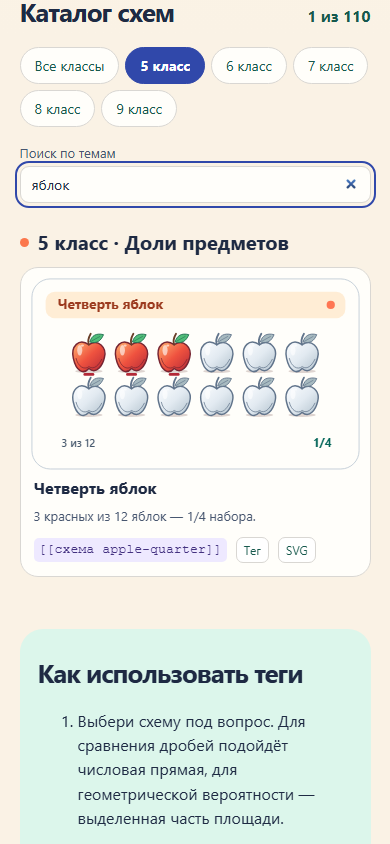 Каталог схем
1 из 110
Все классы
5 класс
6 класс
7 класс
8 класс
9 класс
Поиск по темам
яблок
×
5 класс · Доли предметов
Четверть яблок
3 из 12
1/4
Четверть яблок
3 красных из 12 яблок — 1/4 набора.
[[схема apple-quarter]]
Тег
SVG
Как использовать теги
1. Выбери схему под вопрос. Для
сравнения дробей подойдёт
числовая прямая, для
геометрической вероятности —
выделенная часть площади.